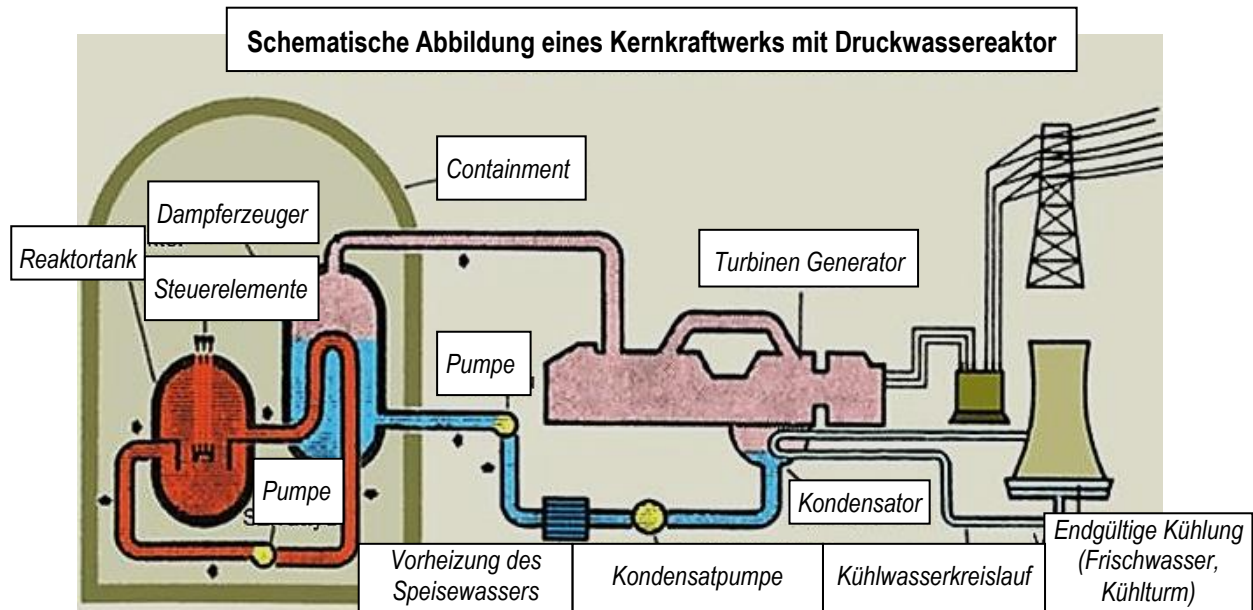 Schematische Abbildung eines Kernkraftwerks mit Druckwassereaktor
Containment
Dampferzeuger
Reaktortank
Steuerelemente
Turbinen Generator
Pumpe
Pumpe
Kondensator
Vorheizung des
Speisewassers
Kondensatpumpe
Kühlwasserkreislauf
Endgültige Kühlung
(Frischwasser,
Kühlturm)